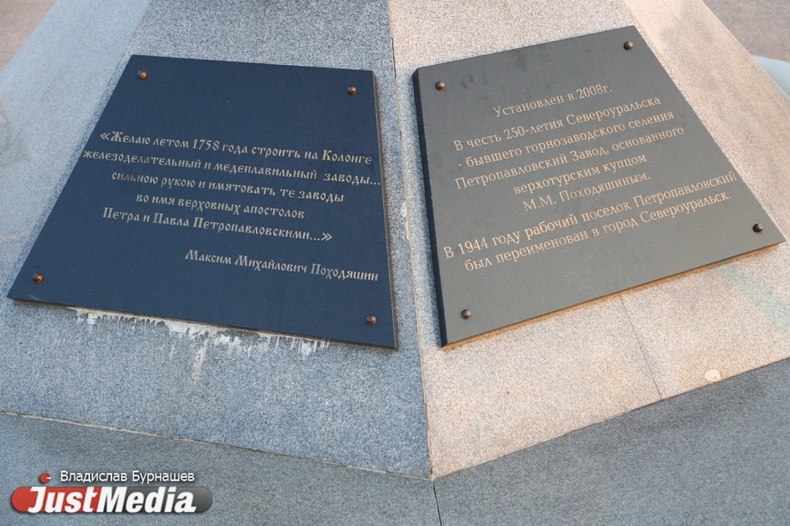 «Желаю летом 1758 года строить на Колонге
железоделательный и медеплавильный заводы...
сильною рукою и имятовать те заводы
во имя верховных апостолов
Петра и Павла Петропавловскими...»
Максим Михайлович Походяшин
Установлен в 2008г.
В честь 250-летия Североуральска
- бывшего горнозаводского селения
Петропавловский Завод, основанного
верхотурским купцом
М.М. Походяшиным.
В 1944 году рабочий поселок Петропавловский
был переименован в город Североуральск.
Владислав Бурнашев
JustMedia